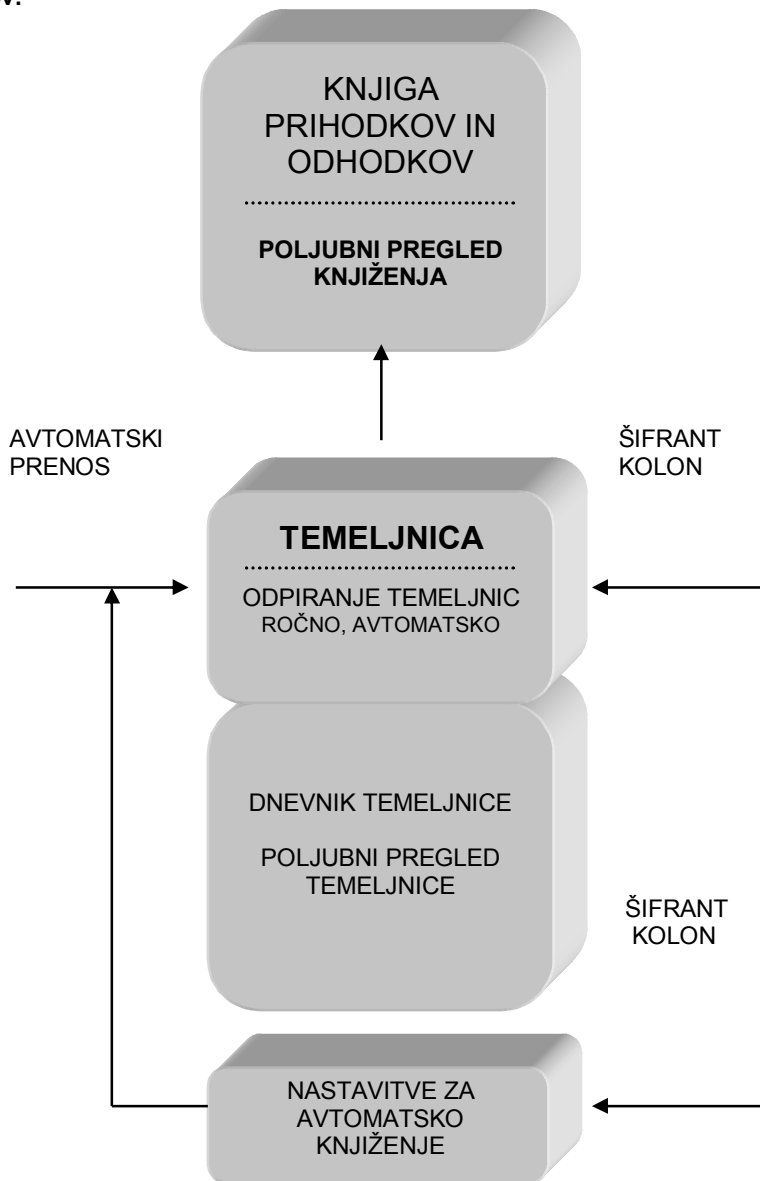 KNJIGA
PRIHODKOV IN
ODHODKOV
POLJUBNI PREGLED
KNJIŽENJA
AVTOMATSKI
PRENOS
ŠIFRANT
KOLON
TEMELJNICA
ODPIRANJE TEMELJNIC
ROČNO, AVTOMATSKO
DNEVNIK TEMELJNICE
POLJUBNI PREGLED
TEMELJNICE
ŠIFRANT
KOLON
NASTAVITVE ZA
AVTOMATSKO
KNJIŽENJE